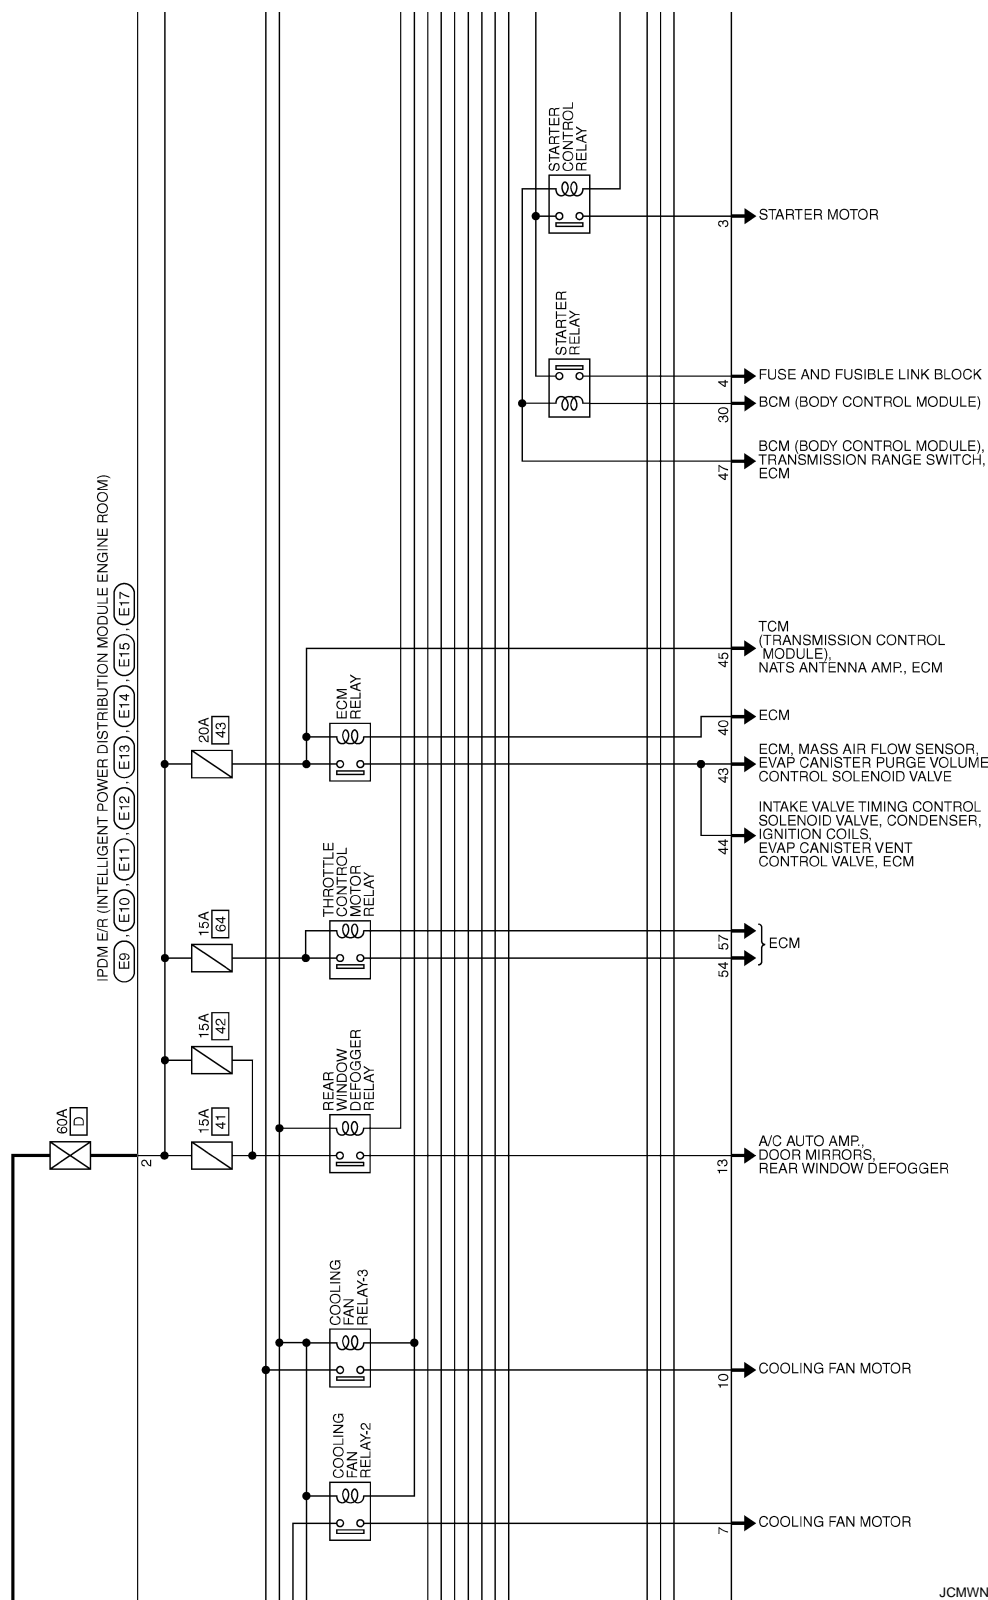 STARTER
CONTROL
RELAY
3
STARTER MOTOR
STARTER
RELAY
4
FUSE AND FUSIBLE LINK BLOCK
30
BCM (BODY CONTROL MODULE)
47
BCM (BODY CONTROL MODULE),
TRANSMISSION RANGE SWITCH,
ECM
IPDM E/R (INTELLIGENT POWER DISTRIBUTION MODULE ENGINE ROOM)
E9 , E10 , E11 , E12 , E13 , E14 , E15 , E17
45
TCM
(TRANSMISSION CONTROL
MODULE),
NATS ANTENNA AMP., ECM
20A
43
ECM
RELAY
40
ECM
43
ECM, MASS AIR FLOW SENSOR,
EVAP CANISTER PURGE VOLUME
CONTROL SOLENOID VALVE
44
INTAKE VALVE TIMING CONTROL
SOLENOID VALVE, CONDENSER,
IGNITION COILS,
EVAP CANISTER VENT
CONTROL VALVE, ECM
15A
64
THROTTLE
CONTROL
MOTOR
RELAY
57
54
ECM
15A
42
15A
41
60A
D
2
REAR
WINDOW
DEFOGGER
RELAY
13
A/C AUTO AMP.,
DOOR MIRRORS,
REAR WINDOW DEFOGGER
COOLING
FAN
RELAY-3
10
COOLING FAN MOTOR
COOLING
FAN
RELAY-2
7
COOLING FAN MOTOR
JCMWN